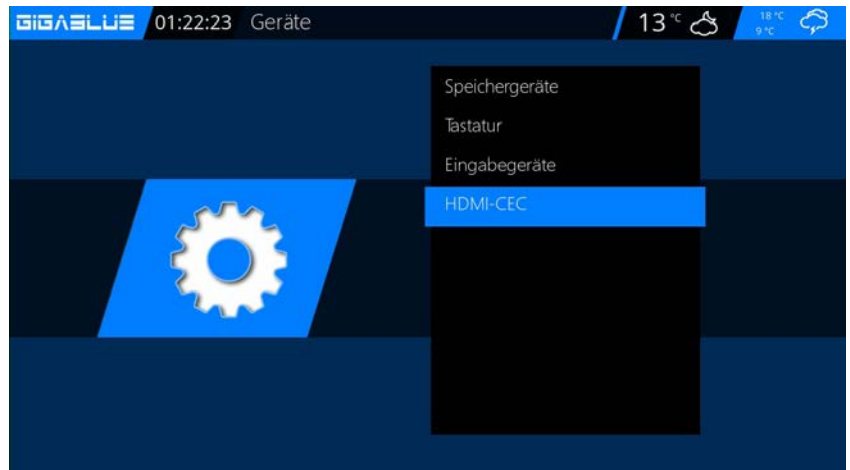 GIGABLUE 01:22:23 Geräte 13 °C 18 °C
9 °C
Speichergeräte
Tastatur
Eingabegeräte
HDMI-CEC